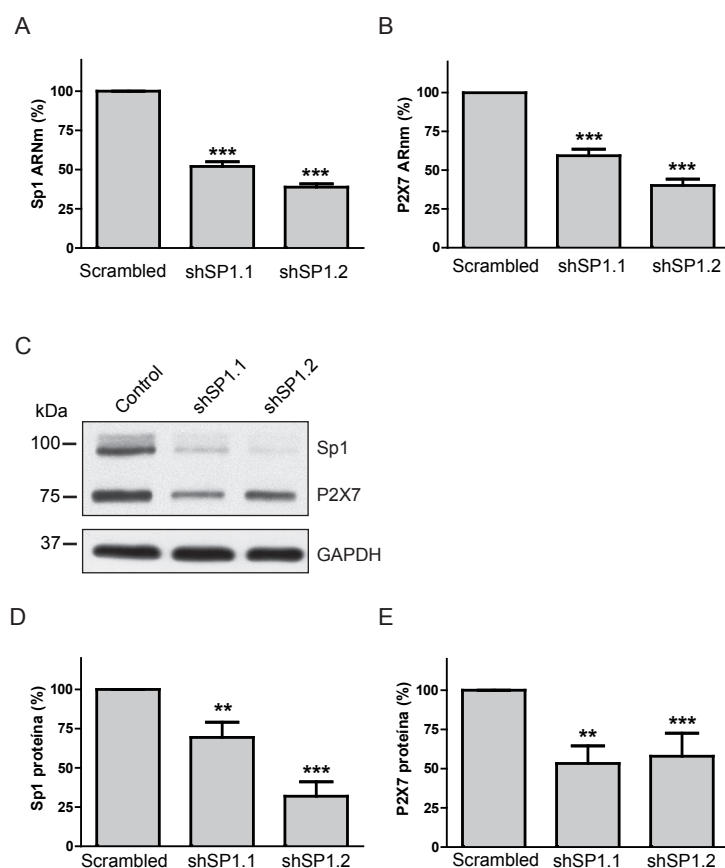 A
Sp1 ARNm (%)
100
75
50
25
0
***
***
Scrambled shSP1.1 shSP1.2
B
P2X7 ARnm (%)
100
75
50
25
0
***
***
Scrambled shSP1.1 shSP1.2
C
kDa
Control shSP1.1 shSP1.2
100
Sp1
75
P2X7
37
GAPDH
D
Sp1 proteína (%)
100
75
50
25
0
**
***
Scrambled shSP1.1 shSP1.2
E
P2X7 proteína (%)
100
75
50
25
0
**
***
Scrambled shSP1.1 shSP1.2